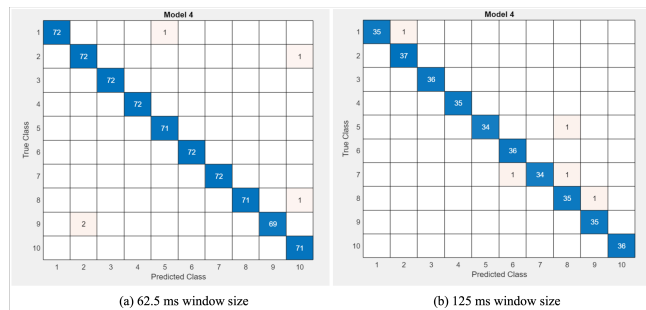 Model 4
1 72 1
2 72 1
3 72
4 72
5 71
6 72
7 72
8 71 1
9 2 69
10 71
1 2 3 4 5 6 7 8 9 10
True Class
Predicted Class
(a) 62.5 ms window size
Model 4
1 35 1
2 37
3 36
4 35
5 34 1
6 36
7 1 34 1
8 35 1
9 35
10 36
1 2 3 4 5 6 7 8 9 10
True Class
Predicted Class
(b) 125 ms window size